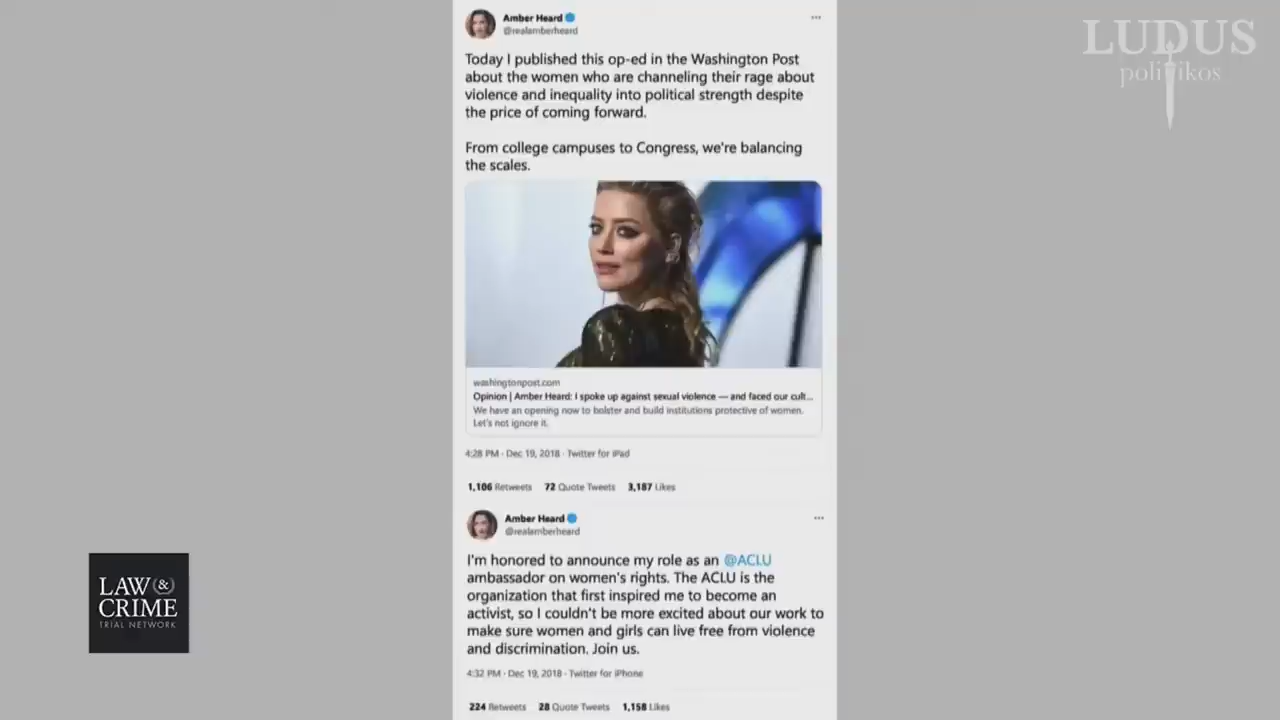 LUDUS
politikos
Amber Heard
@realamberheard
Today I published this op-ed in the Washington Post
about the women who are channeling their rage about
violence and inequality into political strength despite
the price of coming forward.
From college campuses to Congress, we're balancing
the scales.
washingtonpost.com
Opinion | Amber Heard: I spoke up against sexual violence — and faced our cult...
We have an opening now to bolster and build institutions protective of women.
Let's not ignore it.
4:28 PM · Dec 19, 2018 · Twitter for iPad
1,106 Retweets 72 Quote Tweets 3,187 Likes
Amber Heard
@realamberheard
I'm honored to announce my role as an @ACLU
ambassador on women's rights. The ACLU is the
organization that first inspired me to become an
activist, so I couldn't be more excited about our work to
make sure women and girls can live free from violence
and discrimination. Join us.
4:32 PM · Dec 19, 2018 · Twitter for iPhone
224 Retweets 28 Quote Tweets 1,158 Likes
LAW &
CRIME
TRIAL NETWORK